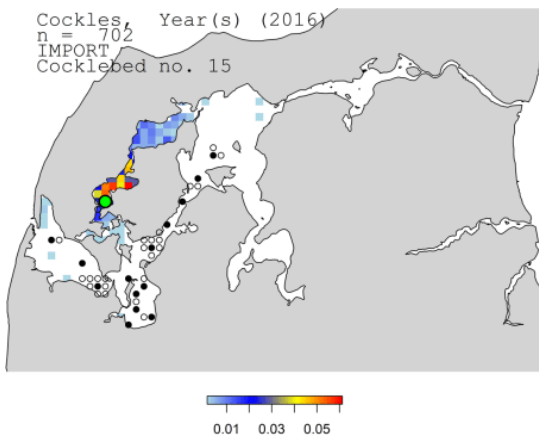 Cockles, Year(s) (2016)
n = 702
IMPORT
Cocklebed no. 15
0.01 0.03 0.05